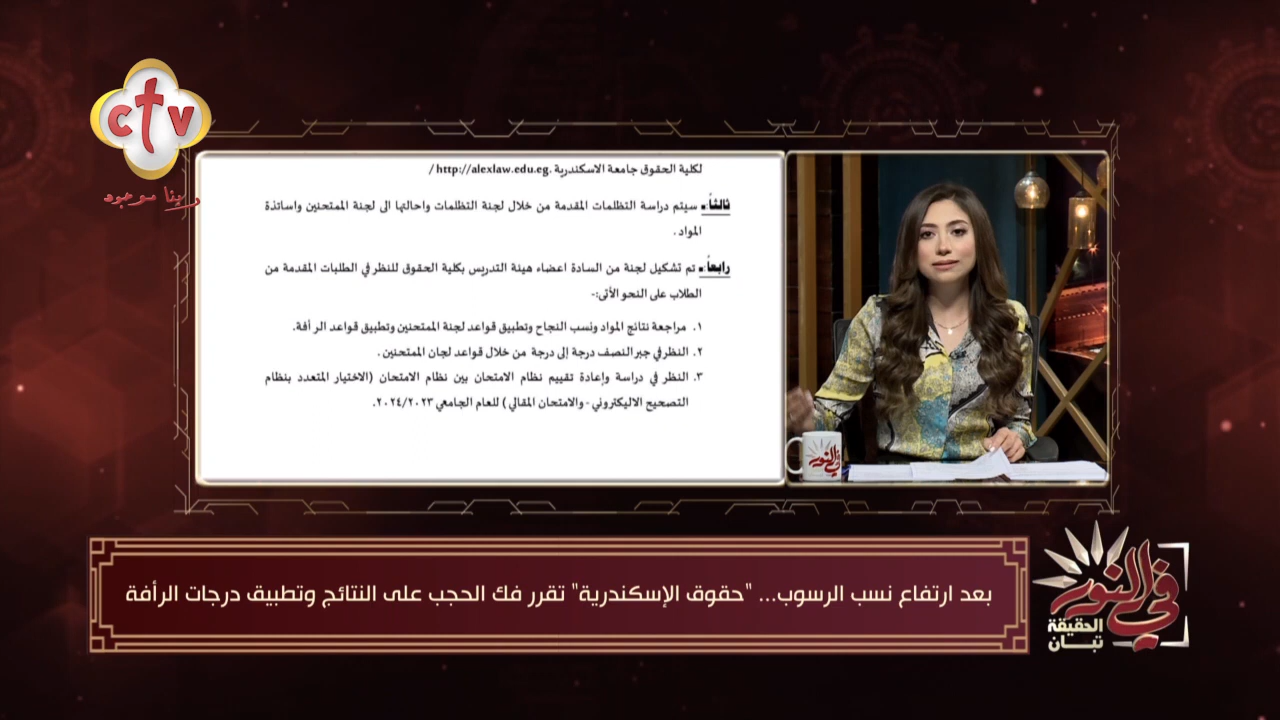 ctv
ربنا موجود
لكلية الحقوق جامعة الاسكندرية .http://alexlaw.edu.eg /
ثالثاً:- سيتم دراسة التظلمات المقدمة من خلال لجنة التظلمات واحالتها الى لجنة الممتحنين واساتذة
المواد .
رابعاً:- تم تشكيل لجنة من السادة اعضاء هيئة التدريس بكلية الحقوق للنظر في الطلبات المقدمة من
الطلاب على النحو الأتى:-
١. مراجعة نتائج المواد ونسب النجاح وتطبيق قواعد لجنة الممتحنين وتطبيق قواعد الرأفة.
٢. النظر في جبر النصف درجة إلى درجة من خلال قواعد لجان الممتحنين .
٣. النظر في دراسة وإعادة تقييم نظام الامتحان بين نظام الامتحان (الاختيار المتعدد بنظام
التصحيح الاليكتروني - والامتحان المقالي ) للعام الجامعي ٢٠٢٤/٢٠٢٣.
في النور
بعد ارتفاع نسب الرسوب... "حقوق الإسكندرية" تقرر فك الحجب على النتائج وتطبيق درجات الرأفة
في النور
الحقيقة
تبان